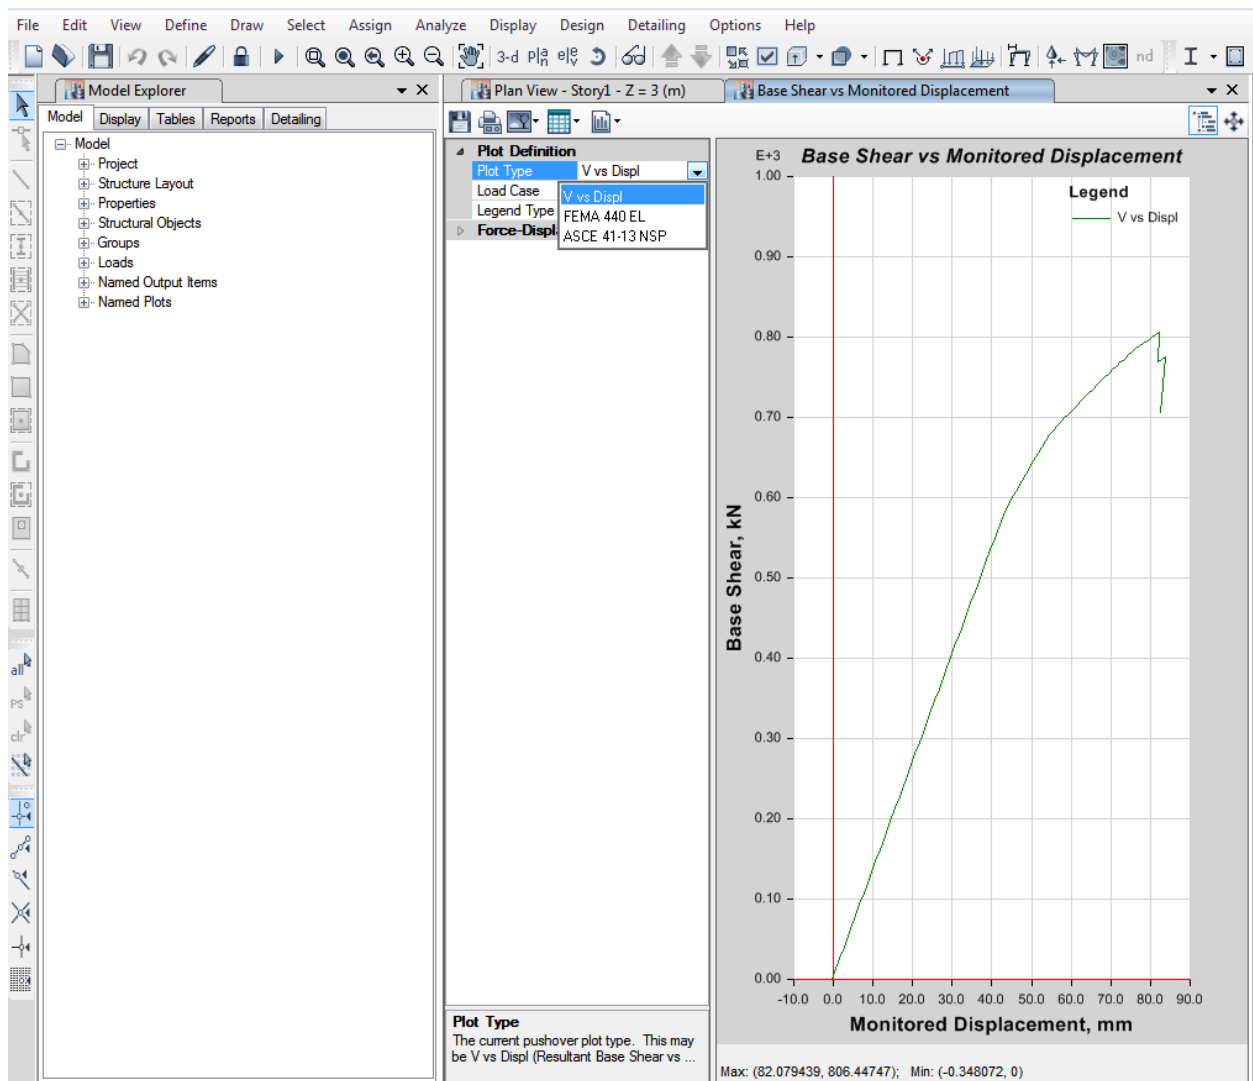 File Edit View Define Draw Select Assign Analyze Display Design Detailing Options Help
3-d
nd
Model Explorer
Plan View - Story1 - Z = 3 (m)
Base Shear vs Monitored Displacement
Model Display Tables Reports Detailing
Model
Project
Structure Layout
Properties
Structural Objects
Groups
Loads
Named Output Items
Named Plots
all
PS
clr
Plot Definition
Plot Type V vs Displ
Load Case
Legend Type
Force-Displ
V vs Displ
FEMA 440 EL
ASCE 41-13 NSP
Plot Type
The current pushover plot type. This may
be V vs Displ (Resultant Base Shear vs ...
E+3 Base Shear vs Monitored Displacement
Legend
V vs Displ
1.00
0.90
0.80
0.70
0.60
0.50
0.40
0.30
0.20
0.10
0.00
Base Shear, kN
-10.0 0.0 10.0 20.0 30.0 40.0 50.0 60.0 70.0 80.0 90.0
Monitored Displacement, mm
Max: (82.079439, 806.44747); Min: (-0.348072, 0)